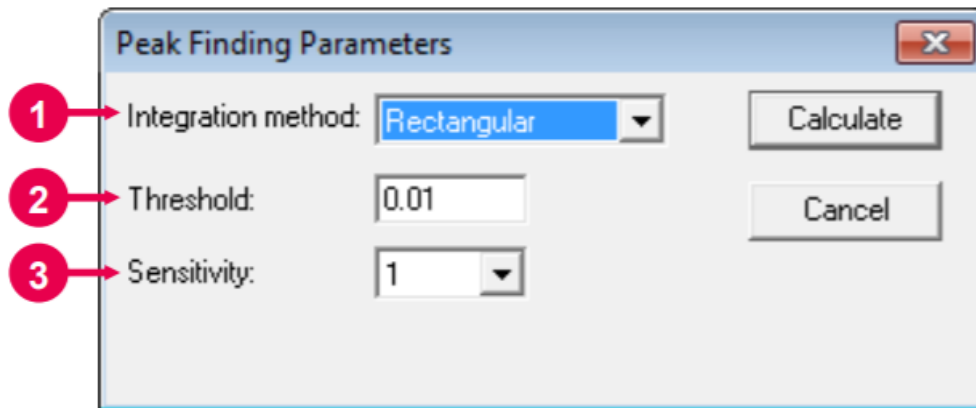 Peak Finding Parameters
1 Integration method: Rectangular Calculate
2 Threshold: 0.01 Cancel
3 Sensitivity: 1